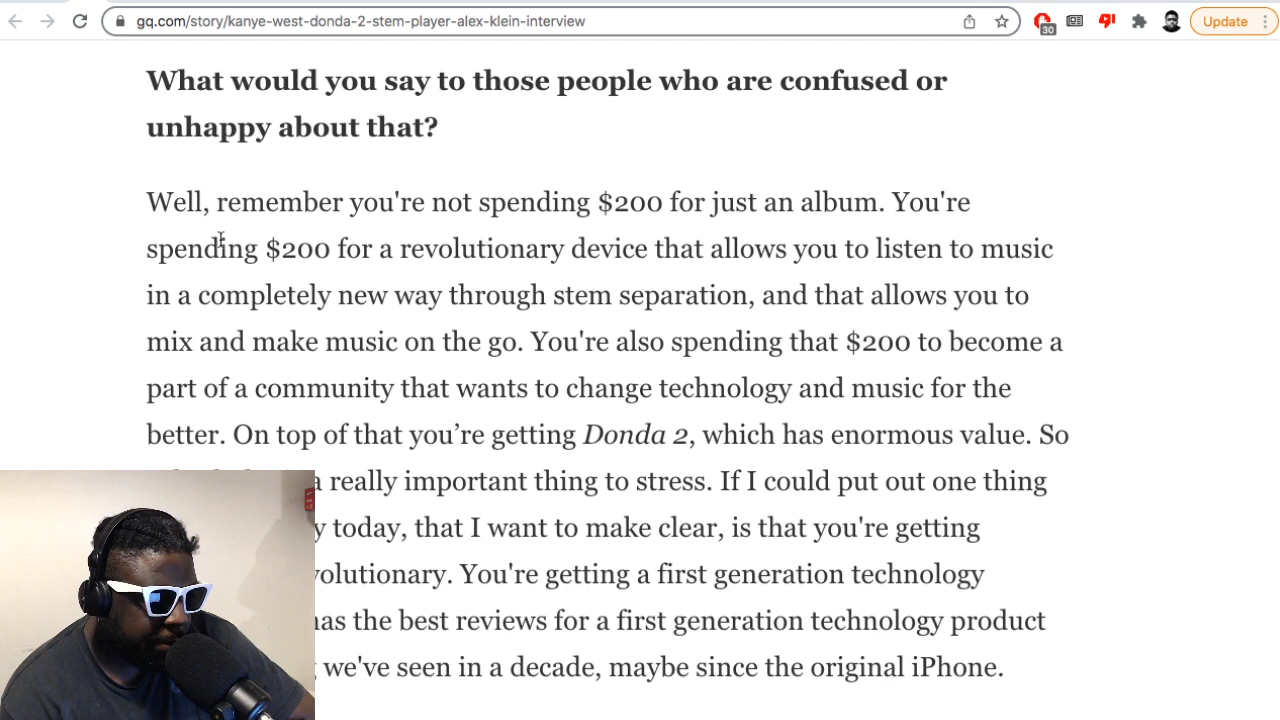 gq.com/story/kanye-west-donda-2-stem-player-alex-klein-interview
30
Update
What would you say to those people who are confused or
unhappy about that?
Well, remember you're not spending $200 for just an album. You're
spending $200 for a revolutionary device that allows you to listen to music
in a completely new way through stem separation, and that allows you to
mix and make music on the go. You're also spending that $200 to become a
part of a community that wants to change technology and music for the
better. On top of that you’re getting Donda 2, which has enormous value. So
a really important thing to stress. If I could put out one thing
y today, that I want to make clear, is that you're getting
volutionary. You're getting a first generation technology
has the best reviews for a first generation technology product
we've seen in a decade, maybe since the original iPhone.